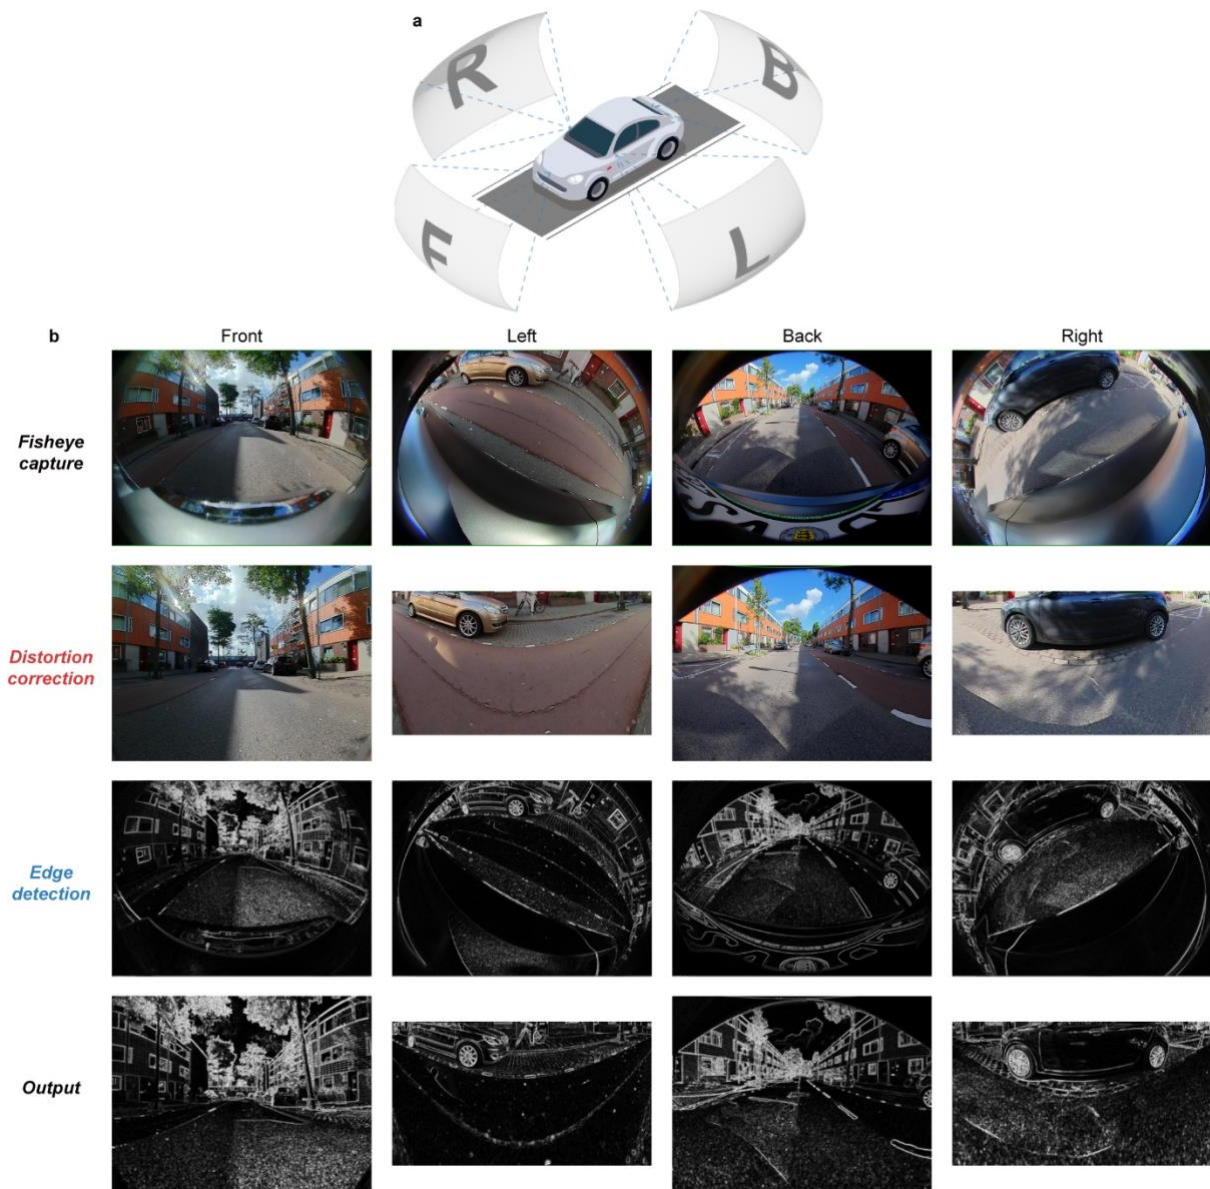 a
R
B
F
L
b
Front
Left
Back
Right
Fisheye
capture
Distortion
correction
Edge
detection
Output